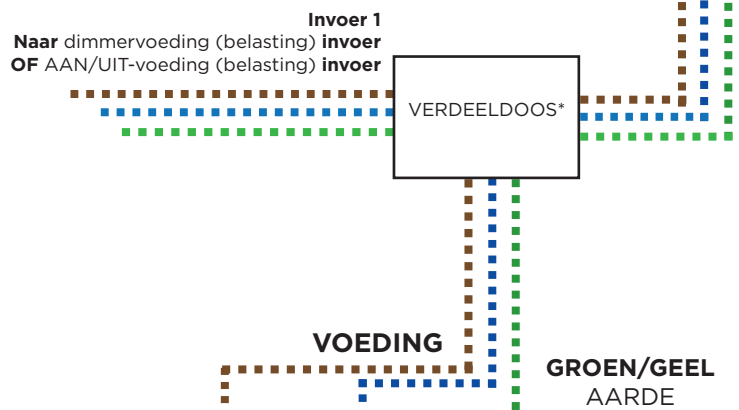 Invoer 1
Naar dimmervoeding (belasting) invoer
OF AAN/UIT-voeding (belasting) invoer
VERDEELDOOS*
VOEDING
GROEN/GEEL
AARDE